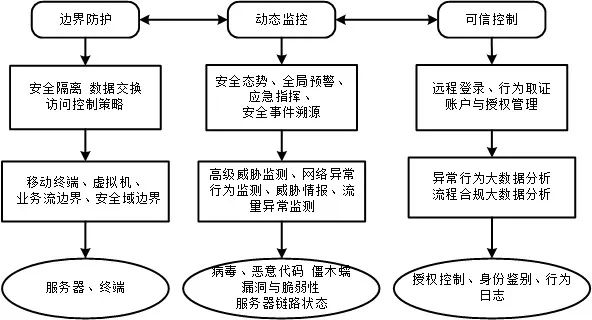 边界防护
动态监控
可信控制
安全隔离 数据交换
访问控制策略
安全态势、全局预警、
应急指挥、
安全事件溯源
远程登录、行为取证
账户与授权管理
移动终端、虚拟机、
业务流边界、安全域边界
高级威胁监测、网络异常
行为监测、威胁情报、流
量异常监测
异常行为大数据分析
流程合规大数据分析
服务器、终端
病毒、恶意代码 僵木蠕
漏洞与脆弱性
服务器链路状态
授权控制、身份鉴别、行为
日志